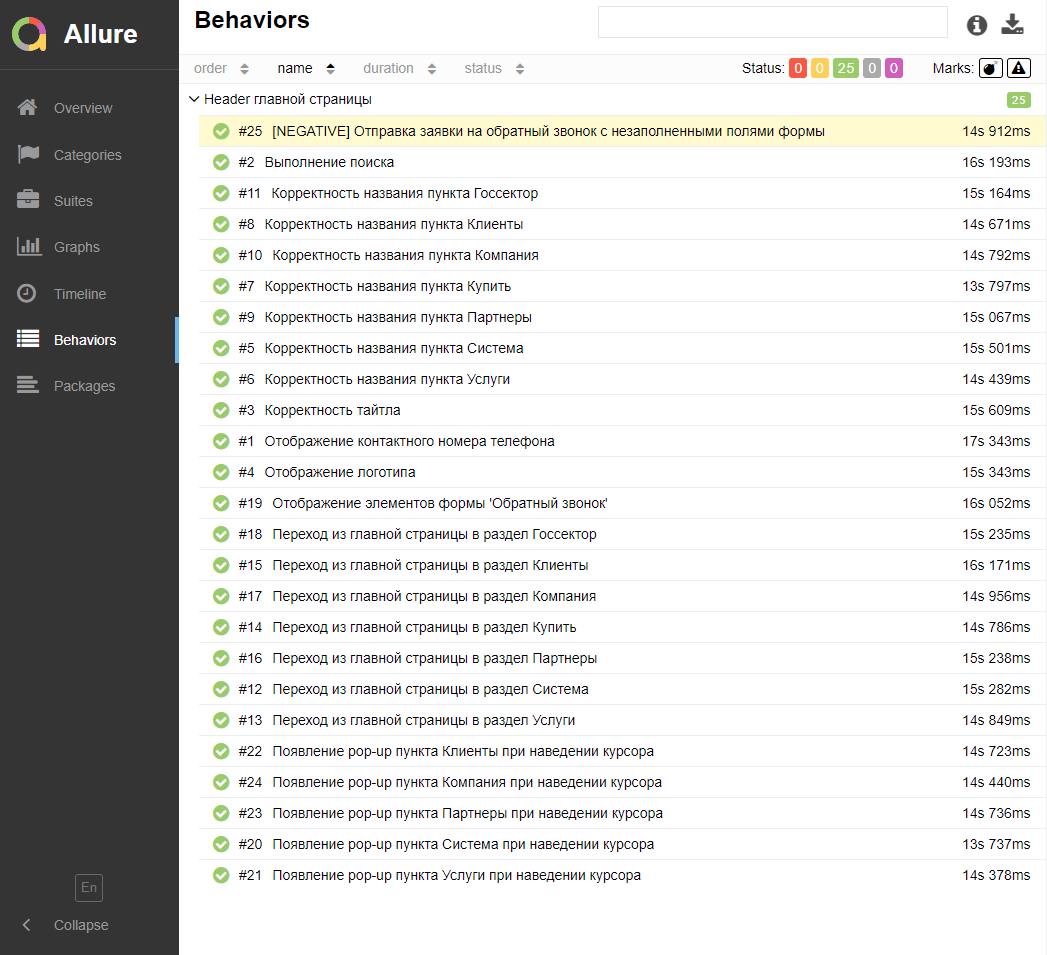 Allure
Overview
Categories
Suites
Graphs
Timeline
Behaviors
Packages
En
Collapse
Behaviors
order name duration status Status: 0 0 25 0 0 Marks:
Header главной страницы 25
#25 [NEGATIVE] Отправка заявки на обратный звонок с незаполненными полями формы 14s 912ms
#2 Выполнение поиска 16s 193ms
#11 Корректность названия пункта Госсектор 15s 164ms
#8 Корректность названия пункта Клиенты 14s 671ms
#10 Корректность названия пункта Компания 14s 792ms
#7 Корректность названия пункта Купить 13s 797ms
#9 Корректность названия пункта Партнеры 15s 067ms
#5 Корректность названия пункта Система 15s 501ms
#6 Корректность названия пункта Услуги 14s 439ms
#3 Корректность тайтла 15s 609ms
#1 Отображение контактного номера телефона 17s 343ms
#4 Отображение логотипа 15s 343ms
#19 Отображение элементов формы 'Обратный звонок' 16s 052ms
#18 Переход из главной страницы в раздел Госсектор 15s 235ms
#15 Переход из главной страницы в раздел Клиенты 16s 171ms
#17 Переход из главной страницы в раздел Компания 14s 956ms
#14 Переход из главной страницы в раздел Купить 14s 786ms
#16 Переход из главной страницы в раздел Партнеры 15s 238ms
#12 Переход из главной страницы в раздел Система 15s 282ms
#13 Переход из главной страницы в раздел Услуги 14s 849ms
#22 Появление pop-up пункта Клиенты при наведении курсора 14s 723ms
#24 Появление pop-up пункта Компания при наведении курсора 14s 440ms
#23 Появление pop-up пункта Партнеры при наведении курсора 14s 736ms
#20 Появление pop-up пункта Система при наведении курсора 13s 737ms
#21 Появление pop-up пункта Услуги при наведении курсора 14s 378ms